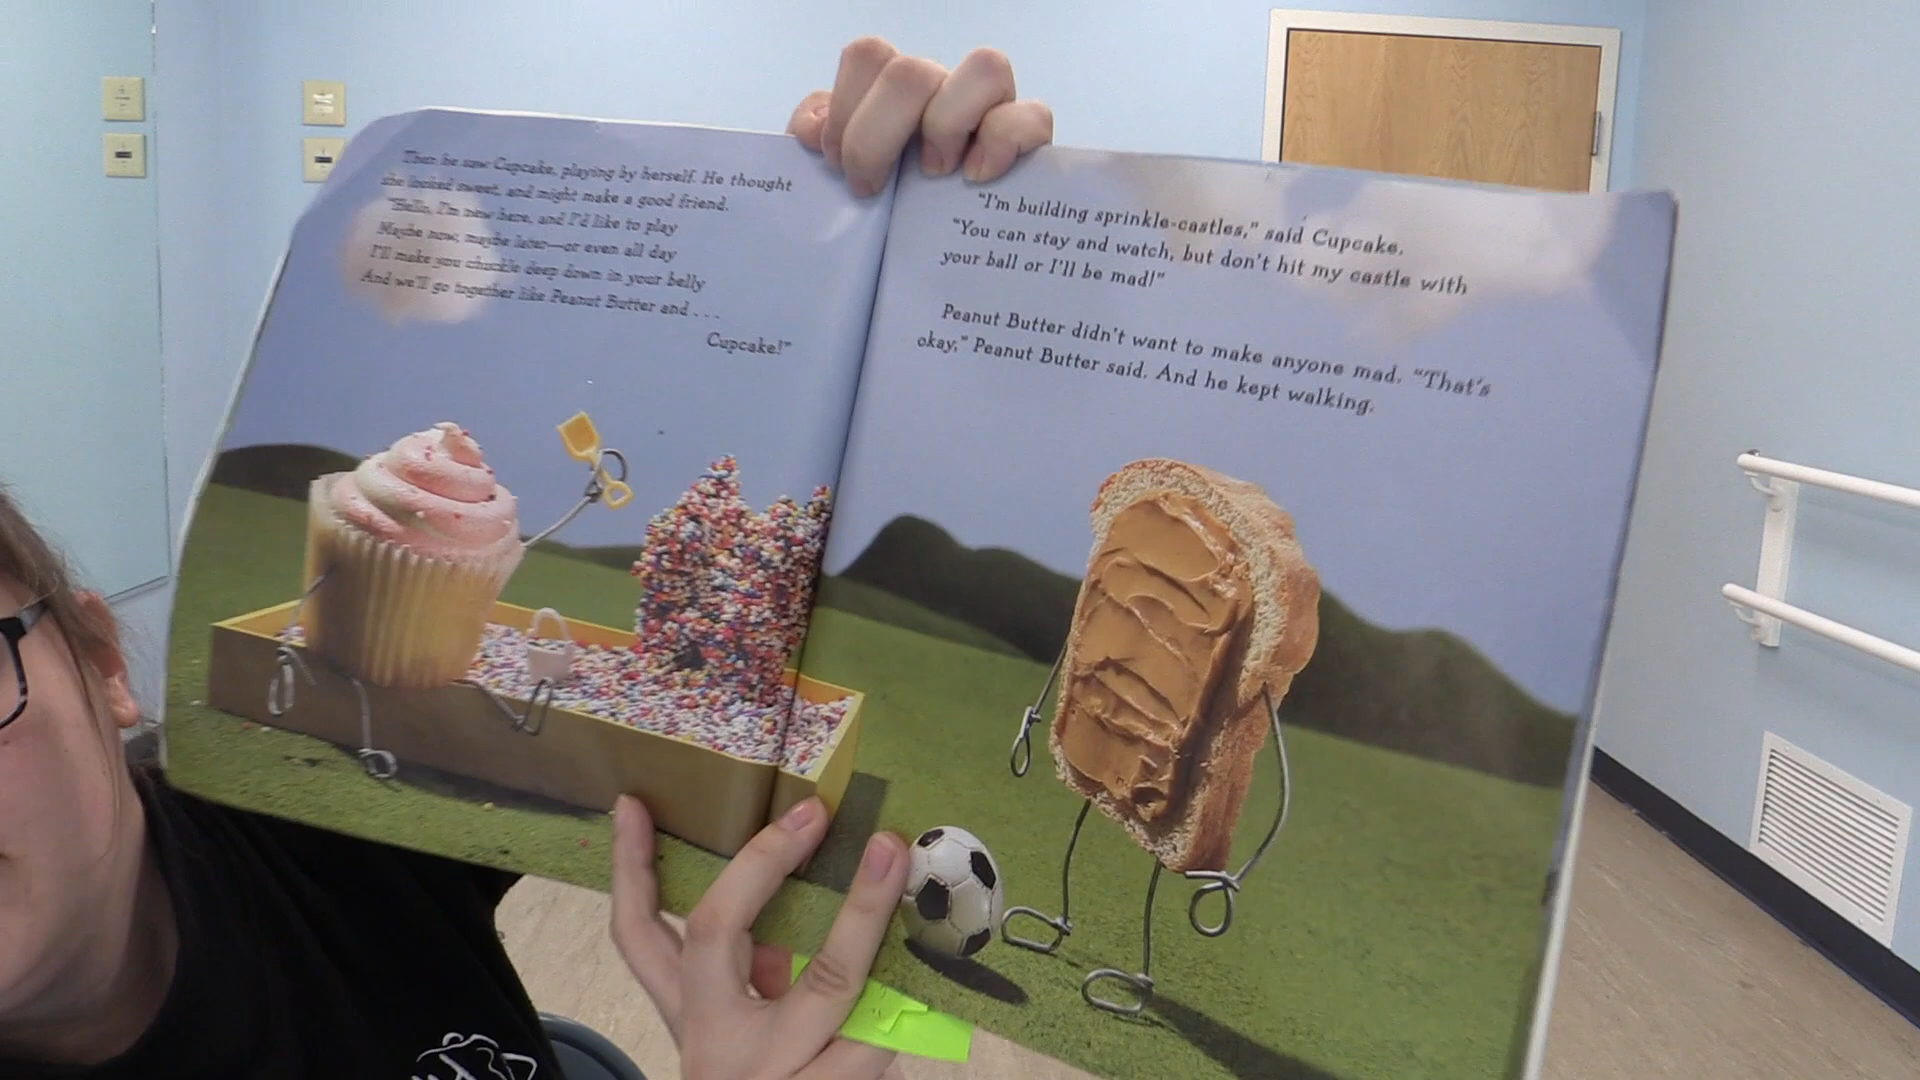 Then he saw Cupcake, playing by herself. He thought
she looked sweet, and might make a good friend.
"Hello, I'm new here, and I'd like to play
Maybe now, maybe later—or even all day
I'll make you chuckle deep down in your belly
And we'll go together like Peanut Butter and . . .
Cupcake!"
"I'm building sprinkle-castles," said Cupcake.
"You can stay and watch, but don't hit my castle with
your ball or I'll be mad!"
Peanut Butter didn't want to make anyone mad. "That's
okay," Peanut Butter said. And he kept walking.